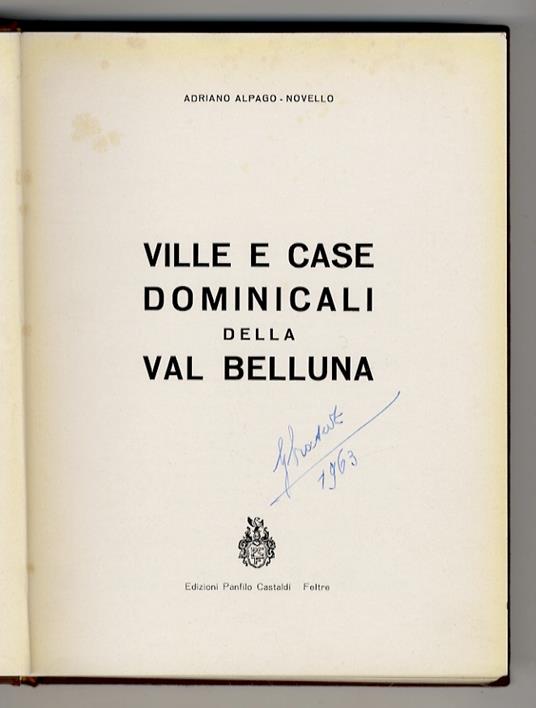 ADRIANO ALPAGO - NOVELLO
VILLE E CASE
DOMINICALI
DELLA
VAL BELLUNA
1963
Edizioni Panfilo Castaldi Feltre